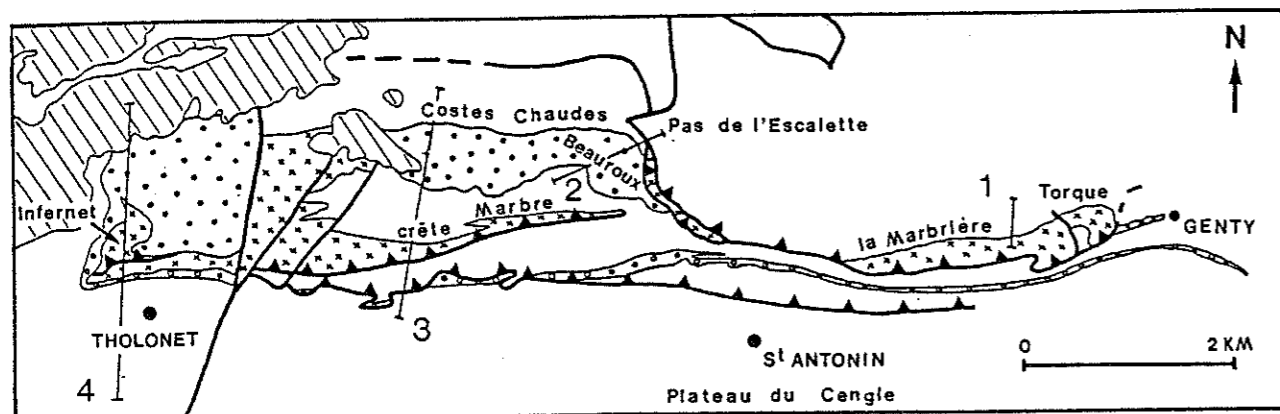 N
Costes Chaudes
Pas de l'Escalette
Beauroux
2
1
Torque
Infernet
crête Marbre
la Marbrière
GENTY
3
THOLONET
St ANTONIN
0 2 KM
4
Plateau du Cengle